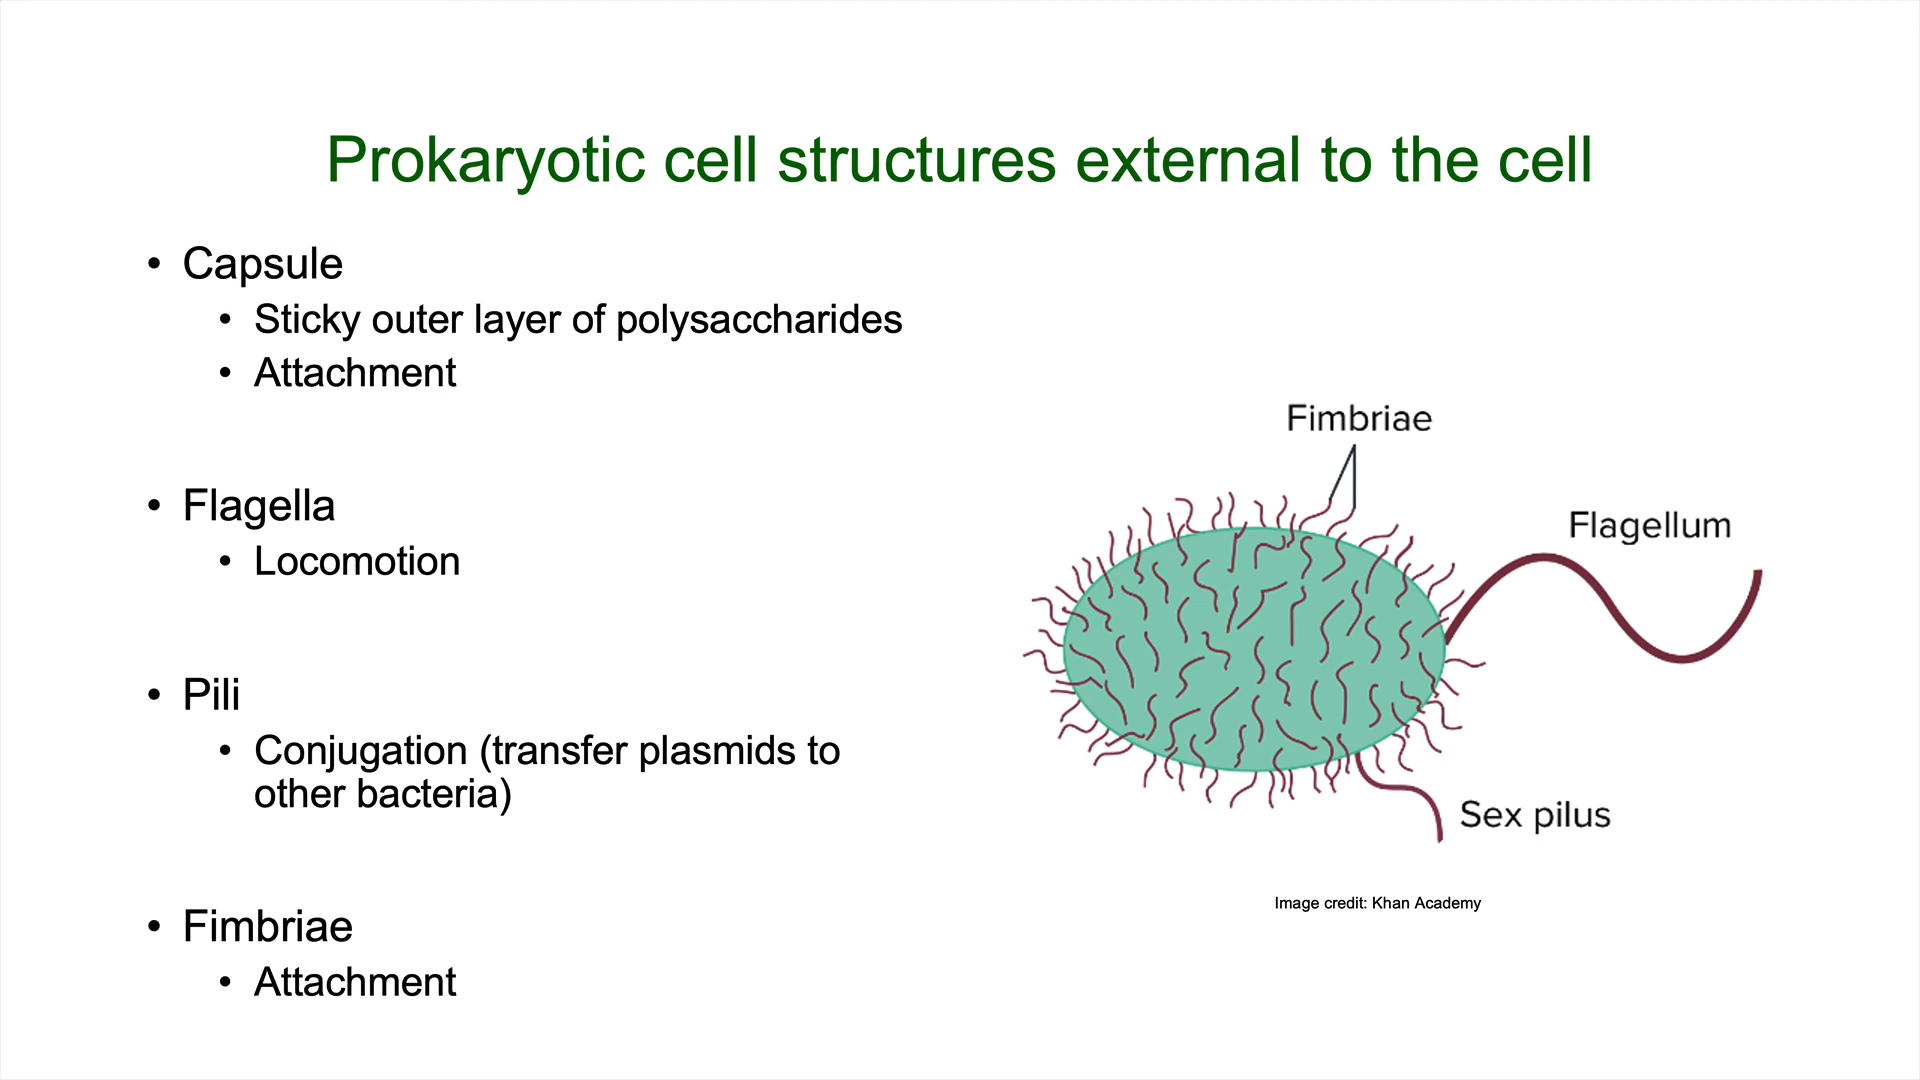 Prokaryotic cell structures external to the cell
• Capsule
• Sticky outer layer of polysaccharides
• Attachment
• Flagella
• Locomotion
• Pili
• Conjugation (transfer plasmids to
other bacteria)
• Fimbriae
• Attachment
Fimbriae
Flagellum
Sex pilus
Image credit: Khan Academy